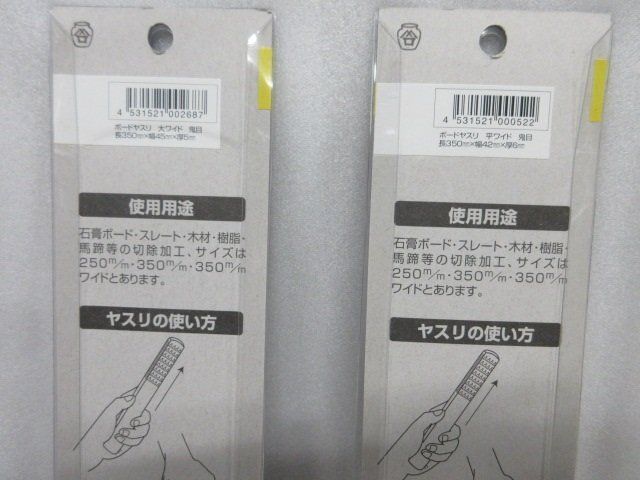 4 531521 002687
ボードヤスリ 大ワイド 鬼目
長350㎜×幅45㎜×厚5㎜
使用用途
石膏ボード・スレート・木材・樹脂・
馬蹄等の切除加工、サイズは
250m/m・350m/m・350m/m
ワイドとあります。
ヤスリの使い方
4 531521 000522
ボードヤスリ 平ワイド 鬼目
長350㎜×幅42㎜×厚6㎜
使用用途
石膏ボード・スレート・木材・樹脂・
馬蹄等の切除加工、サイズは
250m/m・350m/m・350m/m
ワイドとあります。
ヤスリの使い方